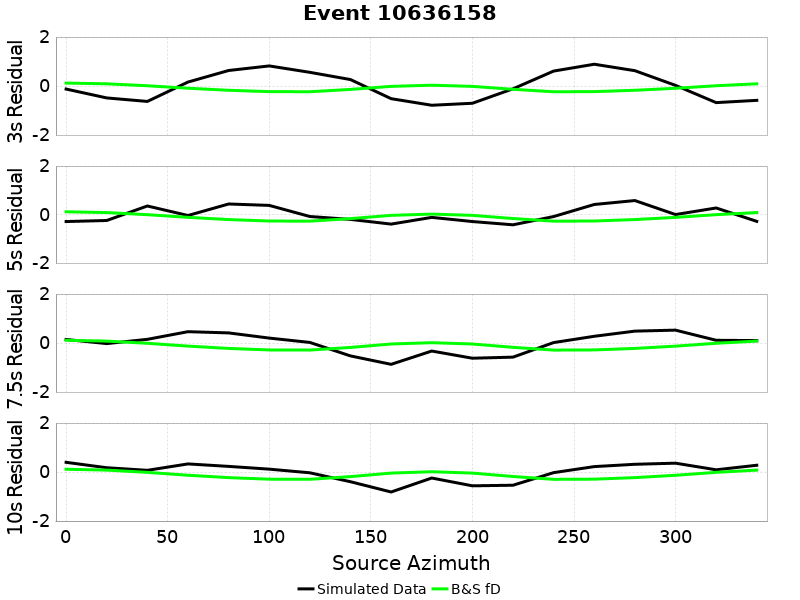 Event 10636158
3s Residual
2
0
-2
5s Residual
2
0
-2
7.5s Residual
2
0
-2
10s Residual
2
0
-2
0 50 100 150 200 250 300
Source Azimuth
Simulated Data B&S fD